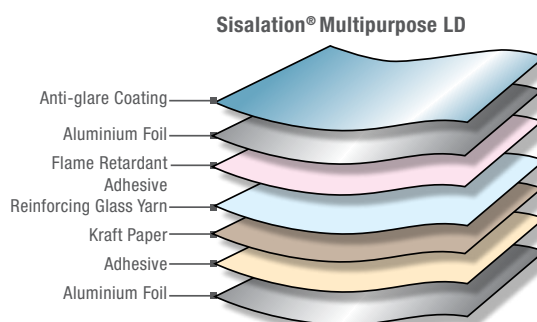 Sisalation® Multipurpose LD
Anti-glare Coating
Aluminium Foil
Flame Retardant
Adhesive
Reinforcing Glass Yarn
Kraft Paper
Adhesive
Aluminium Foil